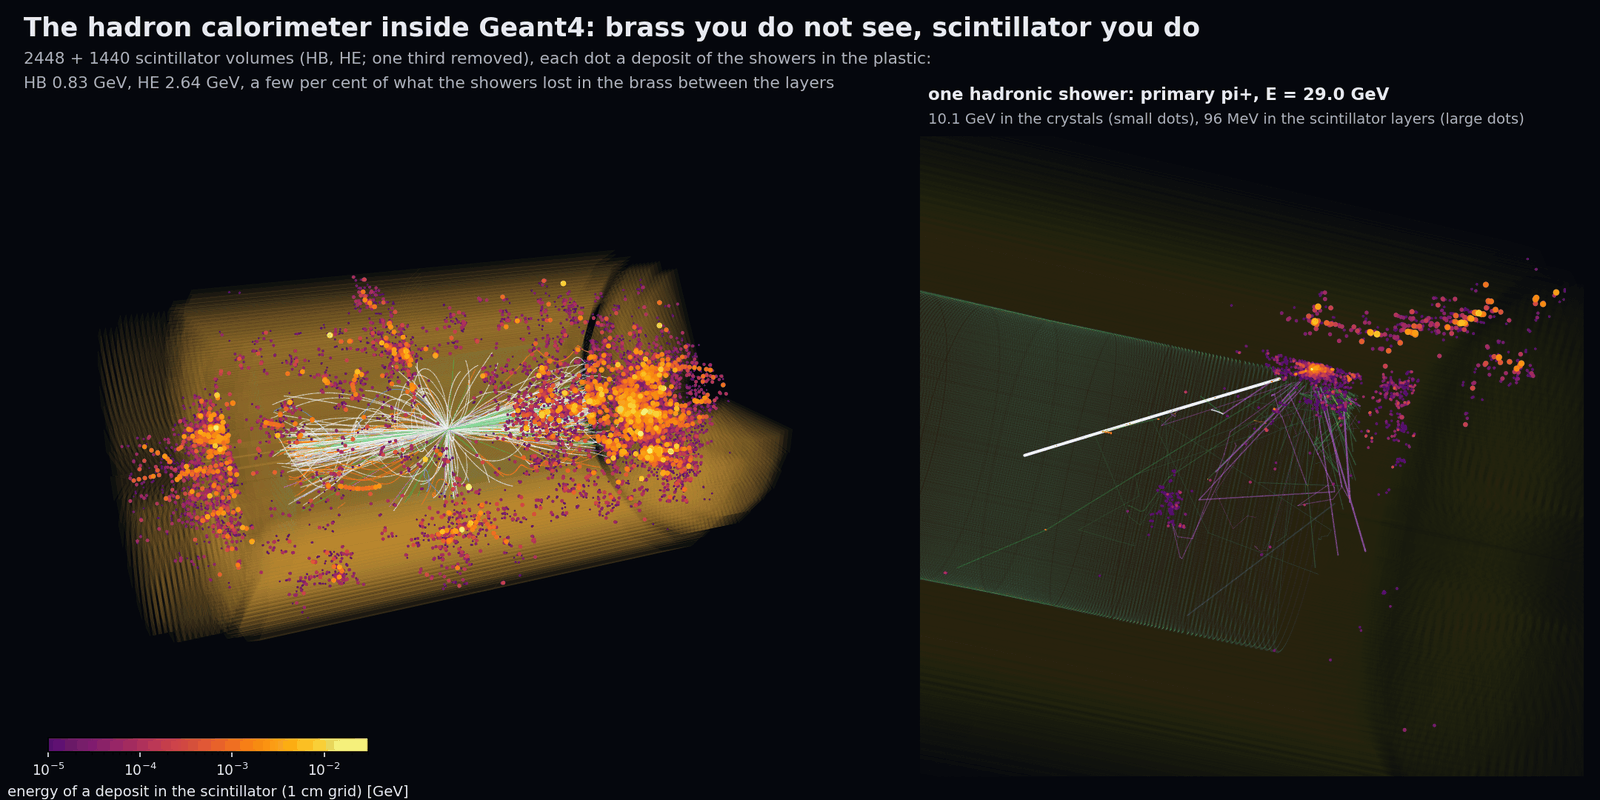 The hadron calorimeter inside Geant4: brass you do not see, scintillator you do
2448 + 1440 scintillator volumes (HB, HE; one third removed), each dot a deposit of the showers in the plastic:
HB 0.83 GeV, HE 2.64 GeV, a few per cent of what the showers lost in the brass between the layers
one hadronic shower: primary pi+, E = 29.0 GeV
10.1 GeV in the crystals (small dots), 96 MeV in the scintillator layers (large dots)
10⁻⁵ 10⁻⁴ 10⁻³ 10⁻²
energy of a deposit in the scintillator (1 cm grid) [GeV]